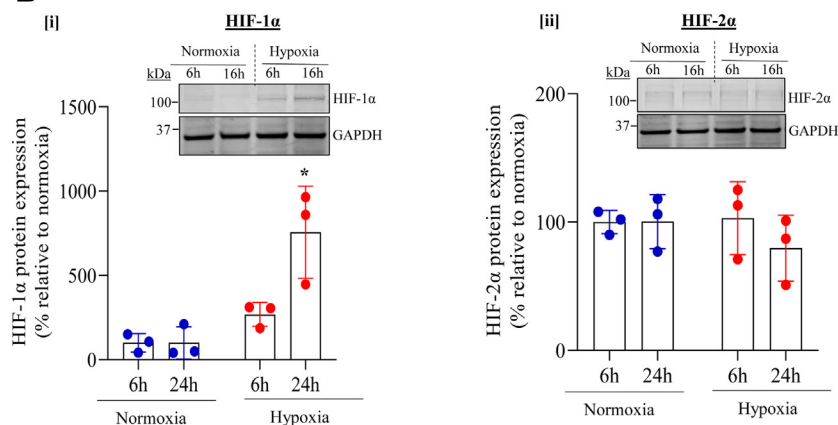 [i]
HIF-1α
Normoxia
Hypoxia
kDa
6h
16h
6h
16h
100
HIF-1α
37
GAPDH
1500
1000
500
0
HIF-1α protein expression
(% relative to normoxia)
*
6h
24h
6h
24h
Normoxia
Hypoxia
[ii]
HIF-2α
Normoxia
Hypoxia
kDa
6h
16h
6h
16h
100
HIF-2α
37
GAPDH
200
100
0
HIF-2α protein expression
(% relative to normoxia)
6h
24h
6h
24h
Normoxia
Hypoxia